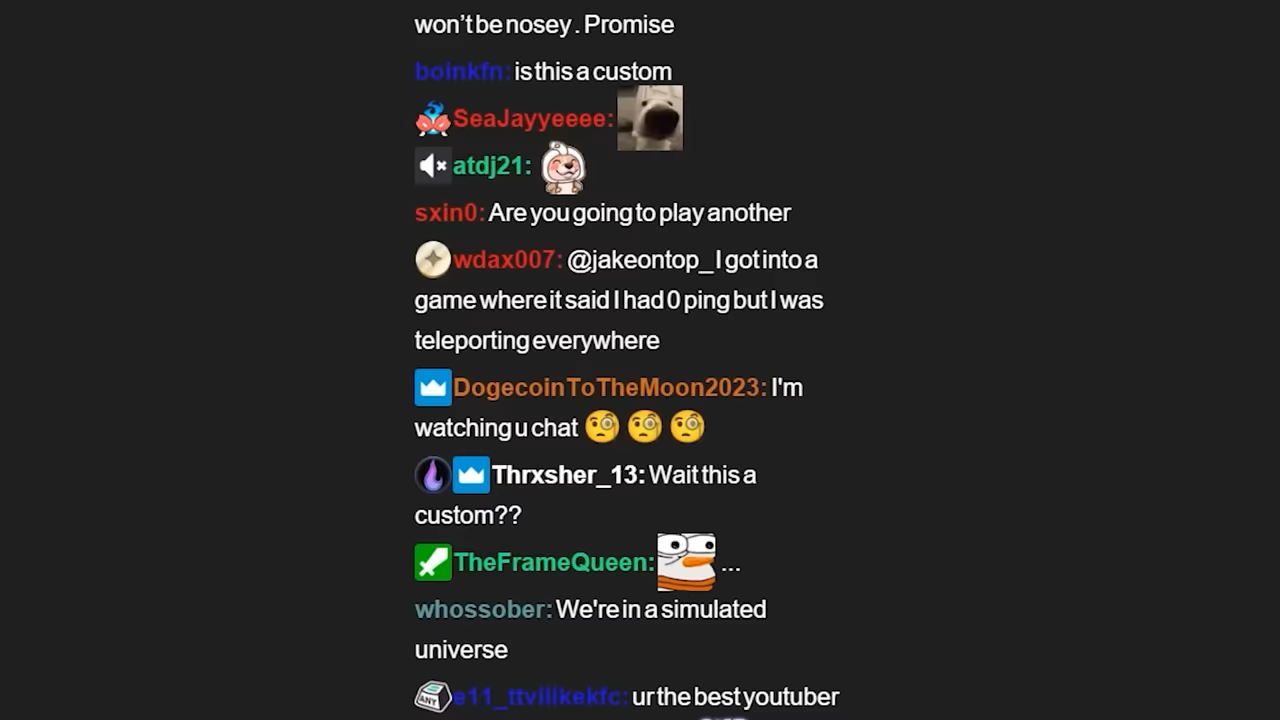 won't be nosey . Promise
boinkfn: is this a custom
SeaJayyeeee:
atdj21:
sxin0: Are you going to play another
wdax007: @jakeontop_ I got into a
game where it said I had 0 ping but I was
teleporting everywhere
DogecoinToTheMoon2023: I'm
watching u chat 🧐 🧐 🧐
Thrxsher_13: Wait this a
custom??
TheFrameQueen: ...
whossober: We're in a simulated
universe
ANY e11_ttviiikekfc: ur the best youtuber